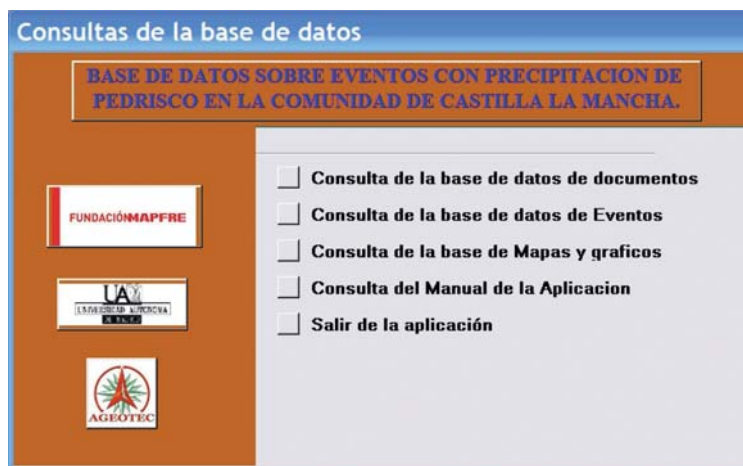 Consultas de la base de datos
BASE DE DATOS SOBRE EVENTOS CON PRECIPITACION DE
PEDRISCO EN LA COMUNIDAD DE CASTILLA LA MANCHA.
Consulta de la base de datos de documentos
Consulta de la base de datos de Eventos
Consulta de la base de Mapas y graficos
Consulta del Manual de la Aplicacion
Salir de la aplicación
FUNDACIÓNMAPFRE
UA
UNIVERSIDAD AUTONOMA
DE MADRID
AGEOTEC